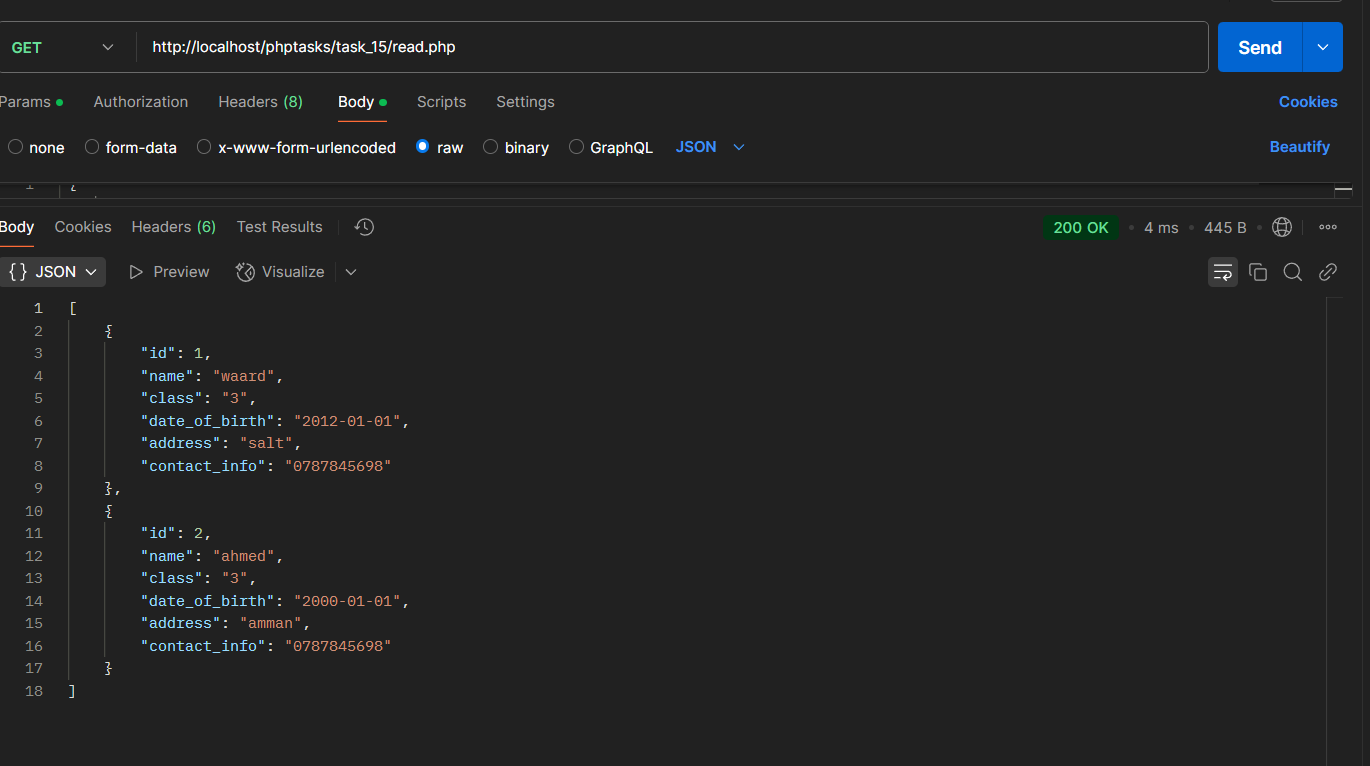 GET http://localhost/phptasks/task_15/read.php Send
Params Authorization Headers (8) Body Scripts Settings Cookies
none form-data x-www-form-urlencoded raw binary GraphQL JSON Beautify
1 {
Body Cookies Headers (6) Test Results 200 OK 4 ms 445 B
{} JSON Preview Visualize
1 [
2 {
3 "id": 1,
4 "name": "waard",
5 "class": "3",
6 "date_of_birth": "2012-01-01",
7 "address": "salt",
8 "contact_info": "0787845698"
9 },
10 {
11 "id": 2,
12 "name": "ahmed",
13 "class": "3",
14 "date_of_birth": "2000-01-01",
15 "address": "amman",
16 "contact_info": "0787845698"
17 }
18 ]